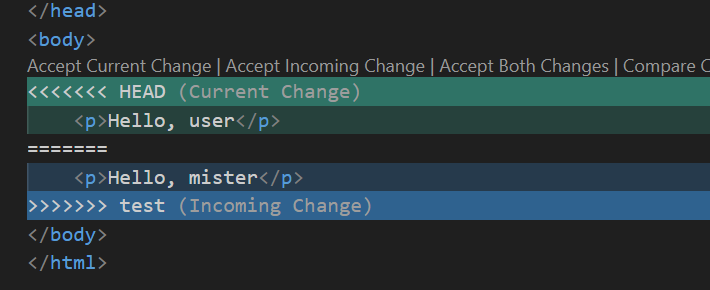 </head>
<body>
Accept Current Change | Accept Incoming Change | Accept Both Changes | Compare C
<<<<<<< HEAD (Current Change)
    <p>Hello, user</p>
=======
    <p>Hello, mister</p>
>>>>>>> test (Incoming Change)
</body>
</html>